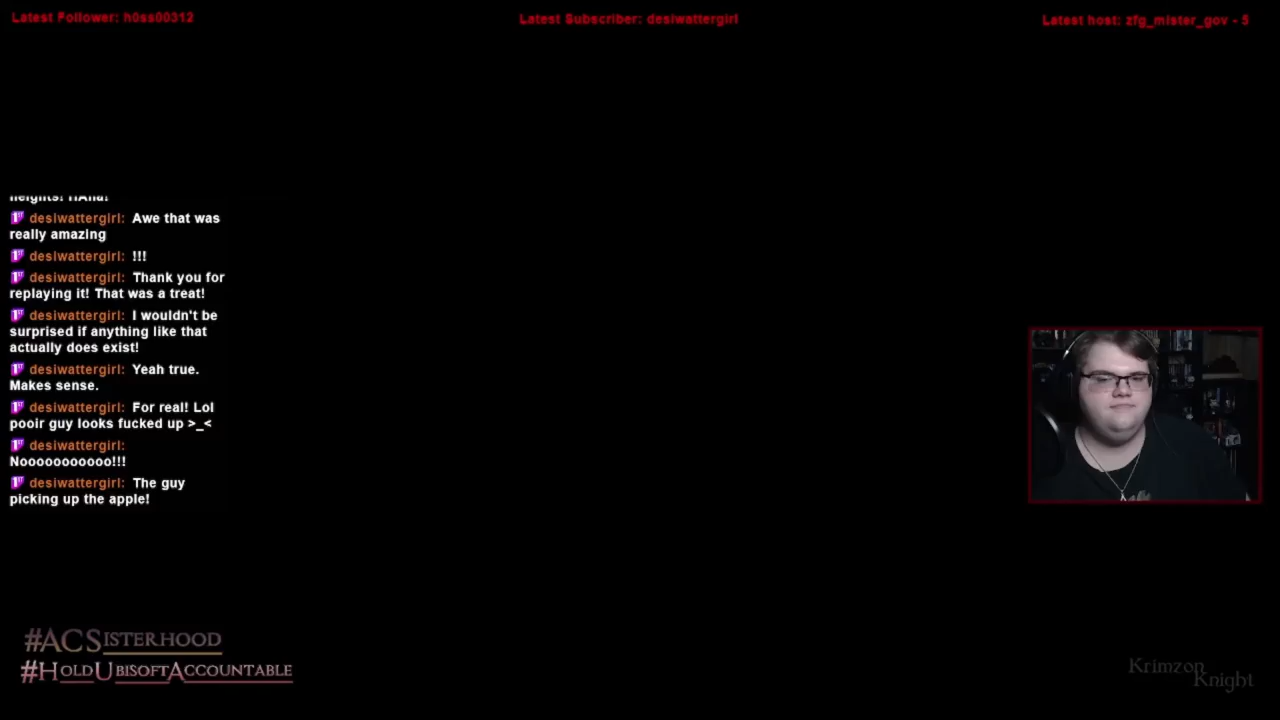 Latest Follower: h0ss00312
Latest Subscriber: desiwattergirl
Latest host: zfg_mister_gov - 5
heights! HAha!
desiwattergirl: Awe that was
really amazing
desiwattergirl: !!!
desiwattergirl: Thank you for
replaying it! That was a treat!
desiwattergirl: I wouldn't be
surprised if anything like that
actually does exist!
desiwattergirl: Yeah true.
Makes sense.
desiwattergirl: For real! Lol
pooir guy looks fucked up >_<
desiwattergirl:
Nooooooooooo!!!
desiwattergirl: The guy
picking up the apple!
#ACSisterhood
#HoldUbisoftAccountable
Krimzon
Knight